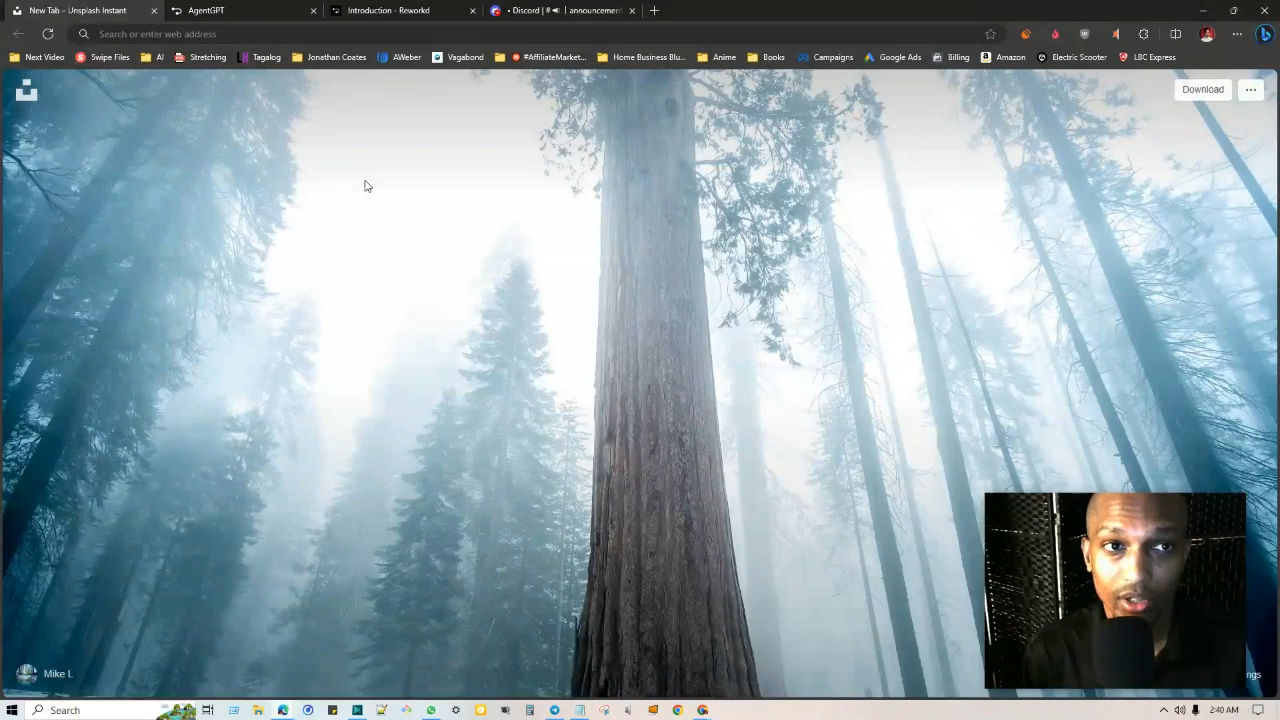 New Tab – Unsplash Instant
AgentGPT
Introduction - Reworkd
• Discord | # | announcement
Search or enter web address
Next Video
Swipe Files
AI
Stretching
Tagalog
Jonathan Coates
AWeber
Vagabond
#AffiliateMarket...
Home Business Blu...
Anime
Books
Campaigns
Google Ads
Billing
Amazon
Electric Scooter
LBC Express
Download
Mike L
ngs
Search
2:40 AM